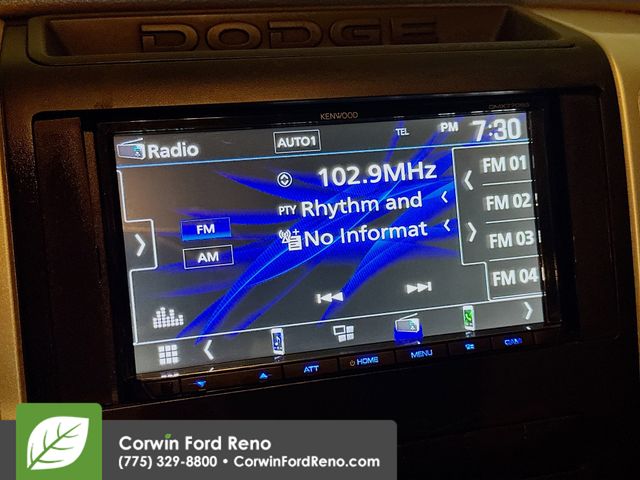 DODGE
KENWOOD
Radio
AUTO1
TEL
PM 7:30
102.9MHz
PTY Rhythm and
No Informat
FM
AM
FM 01
FM 02
FM 03
FM 04
ATT
HOME
MENU
CAM
Corwin Ford Reno
(775) 329-8800 • CorwinFordReno.com